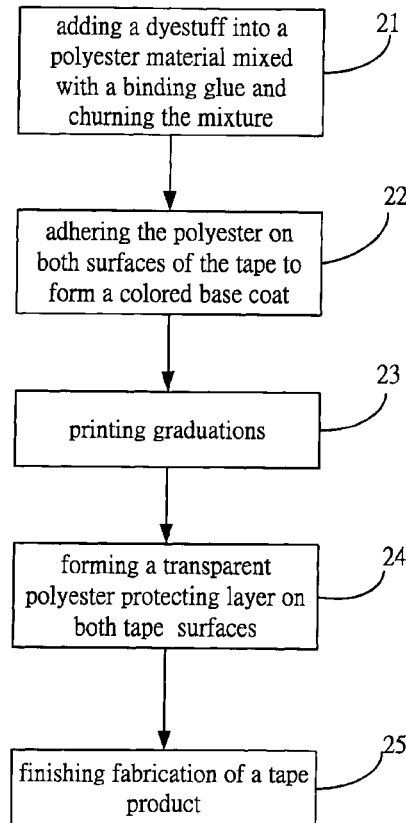 adding a dyestuff into a
polyester material mixed
with a binding glue and
churning the mixture
21
adhering the polyester on
both surfaces of the tape to
form a colored base coat
22
printing graduations
23
forming a transparent
polyester protecting layer on
both tape surfaces
24
finishing fabrication of a tape
product
25